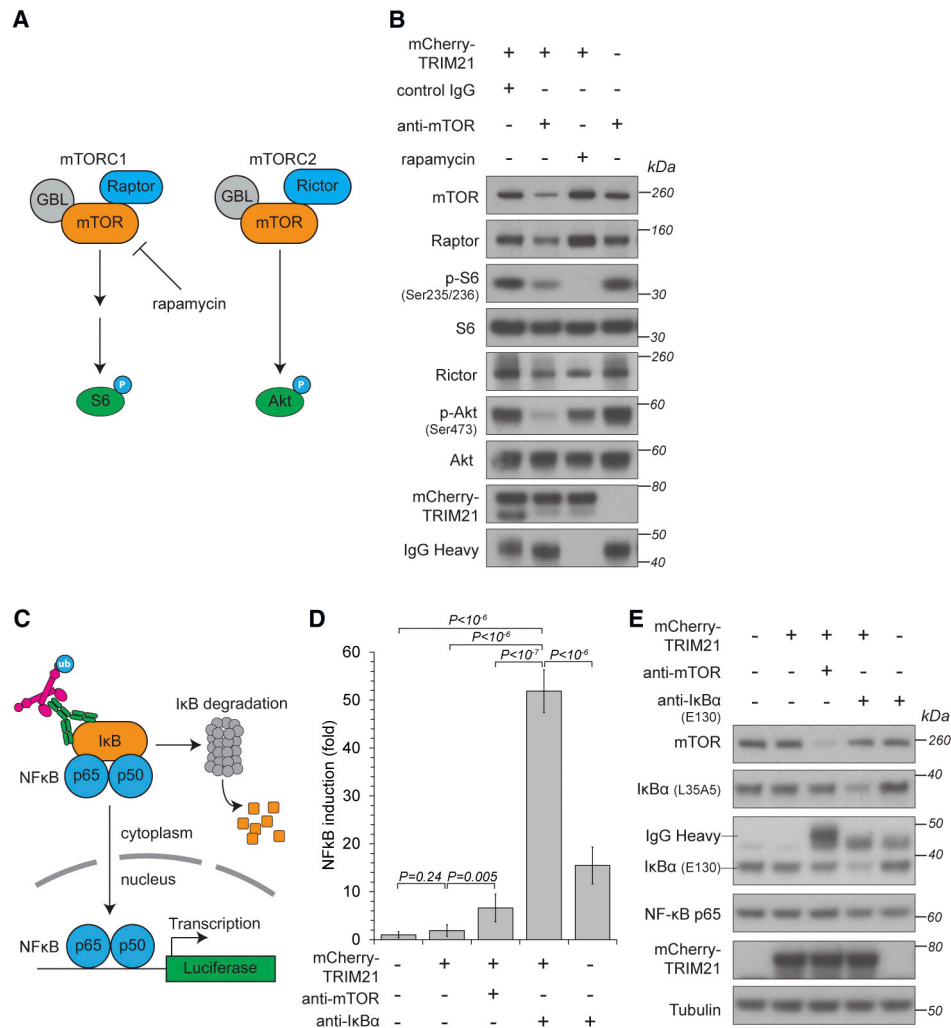 A
mTORC1
mTORC2
GBL
Raptor
mTOR
GBL
Rictor
mTOR
rapamycin
S6
P
Akt
P
B
mCherry-
TRIM21
+ + + -
control IgG
+ - - -
anti-mTOR
- + - +
rapamycin
- - + -
kDa
mTOR
260
Raptor
160
p-S6
(Ser235/236)
30
S6
30
Rictor
260
p-Akt
(Ser473)
60
Akt
60
mCherry-
TRIM21
80
IgG Heavy
50
40
C
ub
IκB
IκB degradation
NFκB
p65
p50
cytoplasm
nucleus
NFκB
p65
p50
Transcription
Luciferase
D
P<10-6
P<10-6
P<10-7
P<10-6
60
50
40
30
20
10
0
NFkB induction (fold)
P=0.24
P=0.005
mCherry-
TRIM21
- + + + -
anti-mTOR
- - + - -
anti-IκBα
- - - + +
E
mCherry-
TRIM21
- + + + -
anti-mTOR
- - + - -
anti-IκBα
(E130)
- - - + +
kDa
mTOR
260
IκBα (L35A5)
40
IgG Heavy
40
IκBα (E130)
NF-κB p65
60
mCherry-
TRIM21
80
Tubulin
50